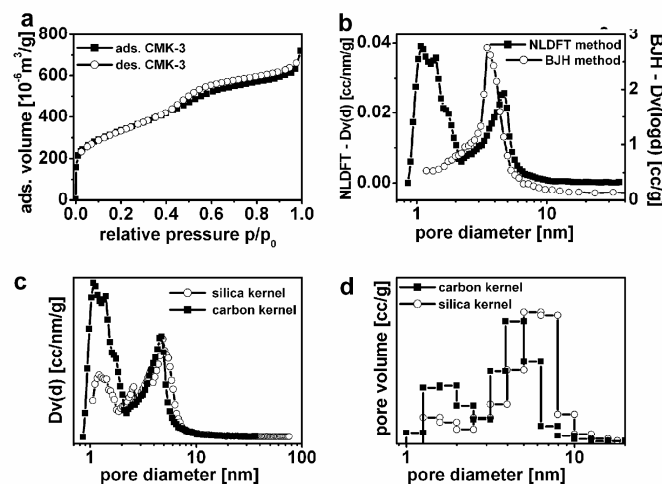 a
ads. CMK-3
des. CMK-3
ads. volume [10⁻⁶m³/g]
800
600
400
200
0
0.0 0.2 0.4 0.6 0.8 1.0
relative pressure p/p₀
b
NLDFT method
BJH method
NLDFT - Dv(d) [cc/nm/g]
0.04
0.02
0.00
BJH - Dv(logd) [cc/g]
3
2
1
0
1 10
pore diameter [nm]
c
silica kernel
carbon kernel
Dv(d) [cc/nm/g]
1 10 100
pore diameter [nm]
d
carbon kernel
silica kernel
pore volume [cc/g]
1 10
pore diameter [nm]